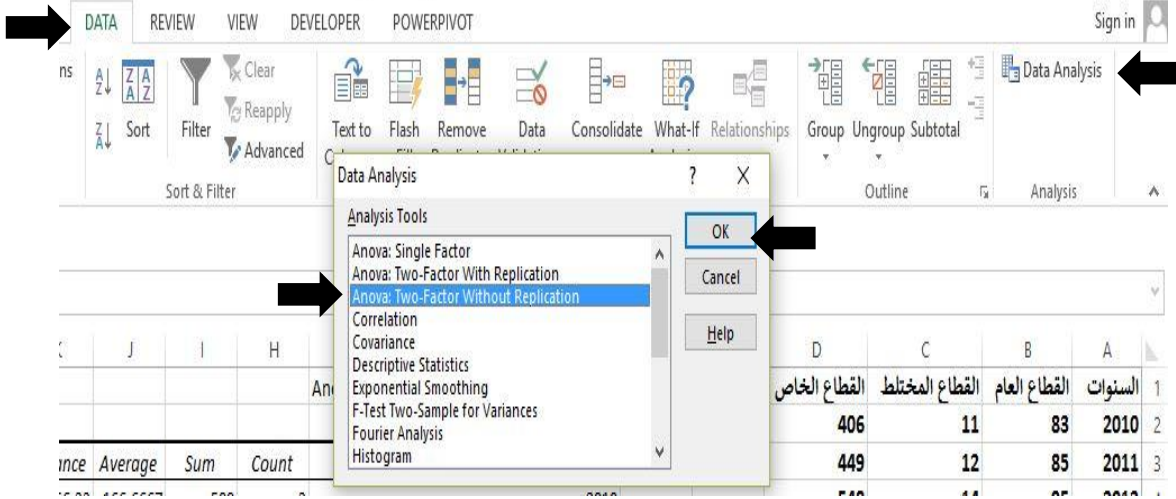 DATA REVIEW VIEW DEVELOPER POWERPIVOT Sign in
Clear
Reapply
Advanced
Sort
Filter
Text to Flash Remove Data Consolidate What-If Relationships
Group Ungroup Subtotal
Data Analysis
Sort & Filter
Outline
Analysis
Data Analysis ? X
Analysis Tools
Anova: Single Factor
Anova: Two-Factor With Replication
Anova: Two-Factor Without Replication
Correlation
Covariance
Descriptive Statistics
Exponential Smoothing
F-Test Two-Sample for Variances
Fourier Analysis
Histogram
OK
Cancel
Help
J I H D C B A
السنوات القطاع العام القطاع المختلط القطاع الخاص 1
406 11 83 2010 2
449 12 85 2011 3
Average Sum Count